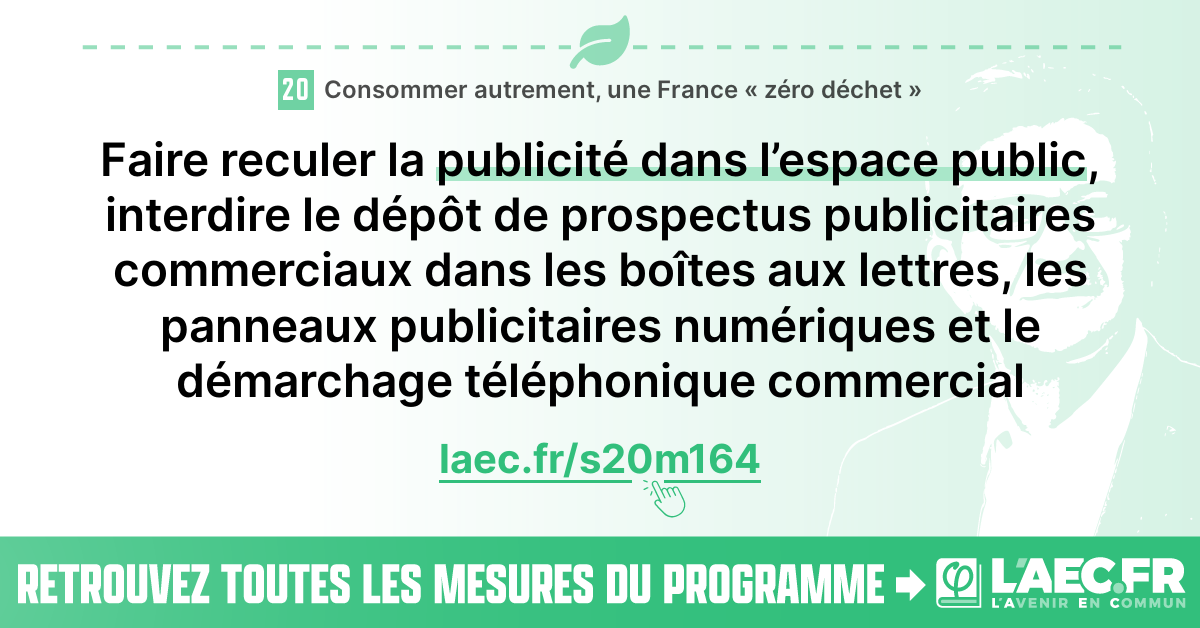 20 Consommer autrement, une France « zéro déchet »
Faire reculer la publicité dans l’espace public,
interdire le dépôt de prospectus publicitaires
commerciaux dans les boîtes aux lettres, les
panneaux publicitaires numériques et le
démarchage téléphonique commercial
laec.fr/s20m164
RETROUVEZ TOUTES LES MESURES DU PROGRAMME
φ L'AEC.FR
L'AVENIR EN COMMUN